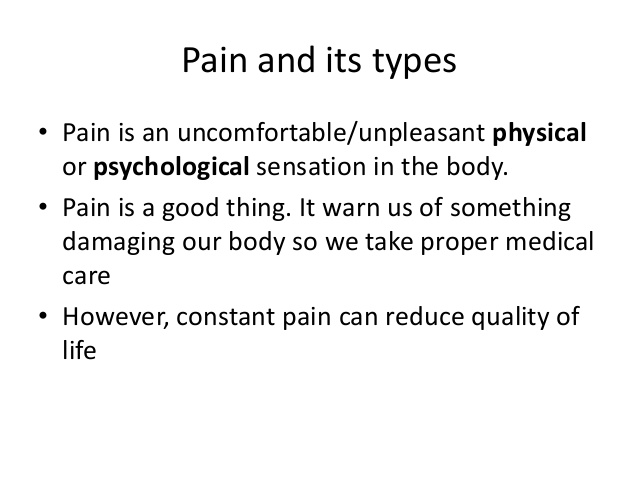 Pain and its types
• Pain is an uncomfortable/unpleasant physical
or psychological sensation in the body.
• Pain is a good thing. It warn us of something
damaging our body so we take proper medical
care
• However, constant pain can reduce quality of
life